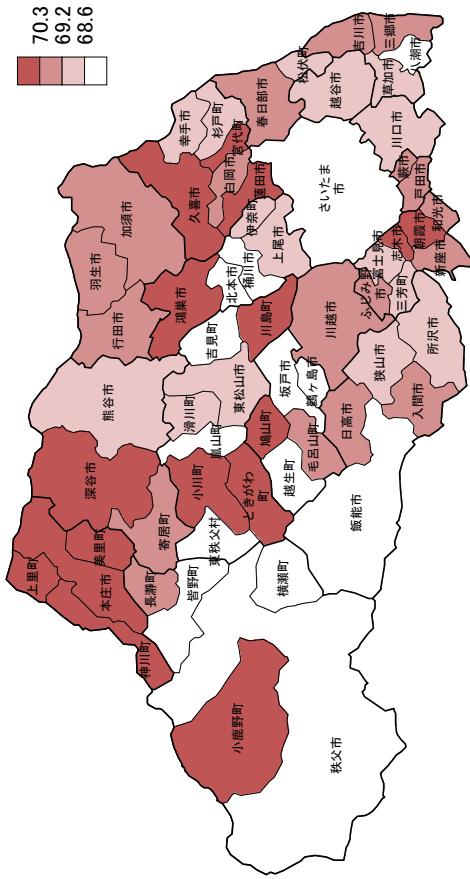 70.3
69.2
68.6
上里町
神川町
本庄市
美里町
深谷市
熊谷市
行田市
羽生市
加須市
長瀞町
寄居町
小鹿野町
秩父市
皆野町
東秩父村
横瀬町
小川町
ときがわ
町
嵐山町
滑川町
東松山市
吉見町
鴻巣市
北本市
桶川市
川島町
鳩山町
越生町
毛呂山町
坂戸市
鶴ヶ島市
日高市
飯能市
川越市
狭山市
入間市
所沢市
久喜市
幸手市
杉戸町
宮代町
白岡市
蓮田市
伊奈町
上尾市
春日部市
さいたま
市
松伏町
越谷市
吉川市
三郷市
草加市
八潮市
川口市
蕨市
戸田市
ふじみ野
市
富士見市
三芳町
志木市
朝霞市
新座市
和光市